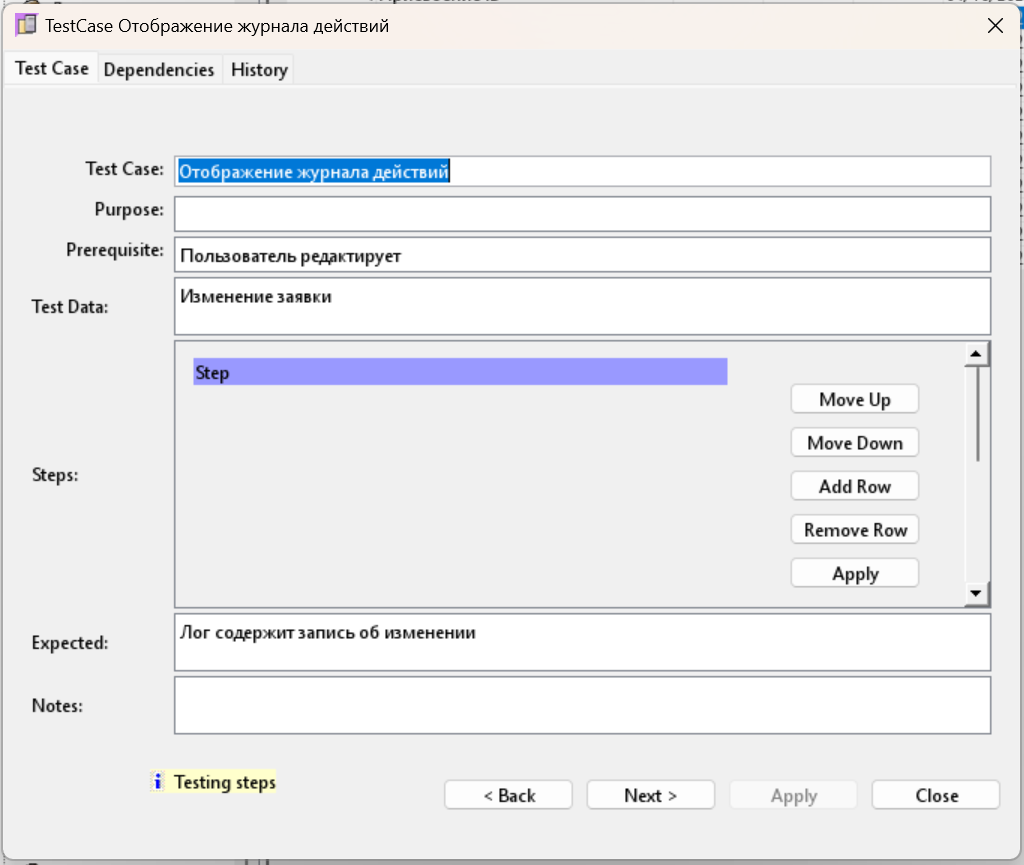 TestCase Отображение журнала действий
Test Case Dependencies History
Test Case: Отображение журнала действий
Purpose:
Prerequisite: Пользователь редактирует
Test Data: Изменение заявки
Step
Move Up
Move Down
Steps:
Add Row
Remove Row
Apply
Expected: Лог содержит запись об изменении
Notes:
Testing steps
< Back Next > Apply Close